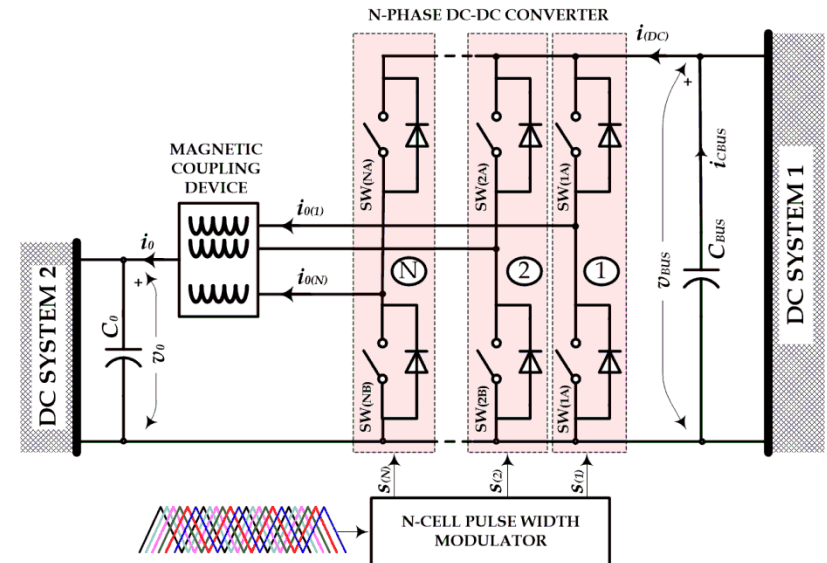 N-PHASE DC-DC CONVERTER
i(DC)
+
MAGNETIC
COUPLING
DEVICE
SW(NA)
SW(2A)
SW(1A)
iCBUS
i0(1)
i0
i0(N)
N
2
1
vBUS
CBUS
DC SYSTEM 1
DC SYSTEM 2
C0
+
v0
SW(NB)
SW(2B)
SW(1A)
s(N)
s(2)
s(1)
N-CELL PULSE WIDTH
MODULATOR